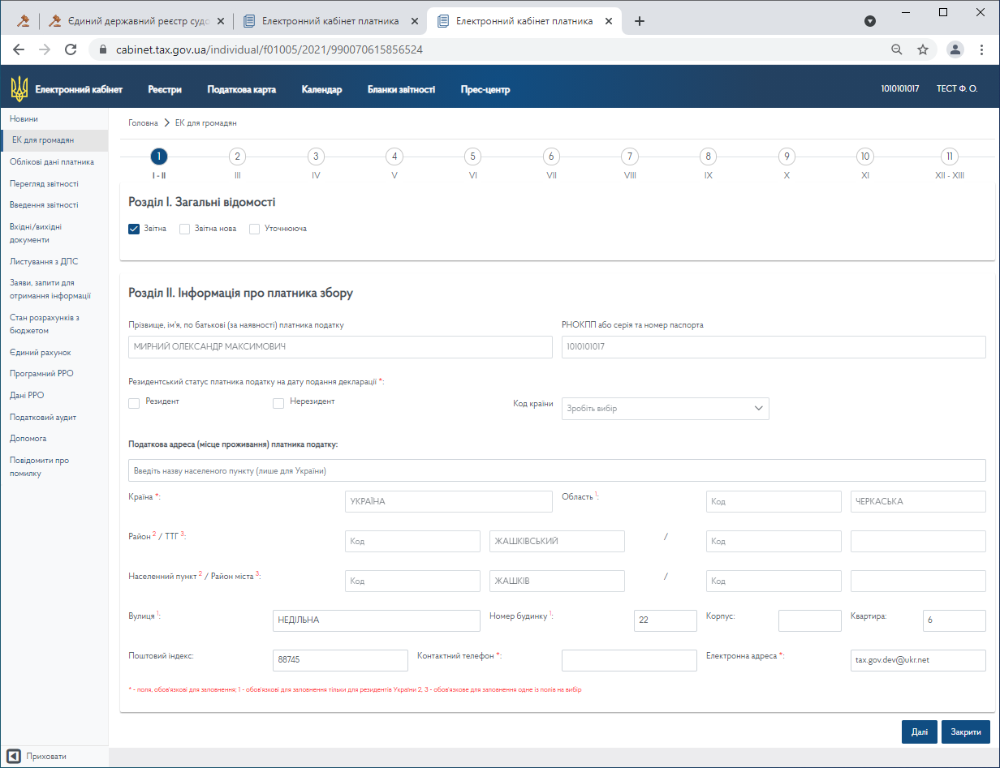 Єдиний державний реєстр судо
Електронний кабінет платника
Електронний кабінет платника
cabinet.tax.gov.ua/individual/f01005/2021/990070615856524
Електронний кабінет Реєстри Податкова карта Календар Бланки звітності Прес-центр 1010101017 ТЕСТ Ф. О.
Новини
ЕК для громадян
Облікові дані платника
Перегляд звітності
Введення звітності
Вхідні/вихідні
документи
Листування з ДПС
Заяви, запити для
отримання інформації
Стан розрахунків з
бюджетом
Єдиний рахунок
Програмний РРО
Дані РРО
Податковий аудит
Допомога
Повідомити про
помилку
Приховати
Головна > ЕК для громадян
1 2 3 4 5 6 7 8 9 10 11
I - II III IV V VI VII VIII IX X XI XII - XIII
Розділ I. Загальні відомості
Звітна Звітна нова Уточнююча
Розділ II. Інформація про платника збору
Прізвище, ім'я, по батькові (за наявності) платника податку РНОКПП або серія та номер паспорта
МИРНИЙ ОЛЕКСАНДР МАКСИМОВИЧ 1010101017
Резидентський статус платника податку на дату подання декларації *:
Резидент Нерезидент Код країни Зробіть вибір
Податкова адреса (місце проживання) платника податку:
Введіть назву населеного пункту (лише для України)
Країна *: УКРАЇНА Область 1: Код ЧЕРКАСЬКА
Район 2 / ТТГ 3: Код ЖАШКІВСЬКИЙ / Код
Населенний пункт 2 / Район міста 3: Код ЖАШКІВ / Код
Вулиця 1: НЕДІЛЬНА Номер будинку 1: 22 Корпус: Квартира: 6
Поштовий індекс: 88745 Контактний телефон *: Електронна адреса *: tax.gov.dev@ukr.net
* - поля, обов'язкові для заповнення; 1 - обов'язкові для заповнення тільки для резидентів України 2, 3 - обов'язкове для заповнення одне із полів на вибір
Далі Закрити